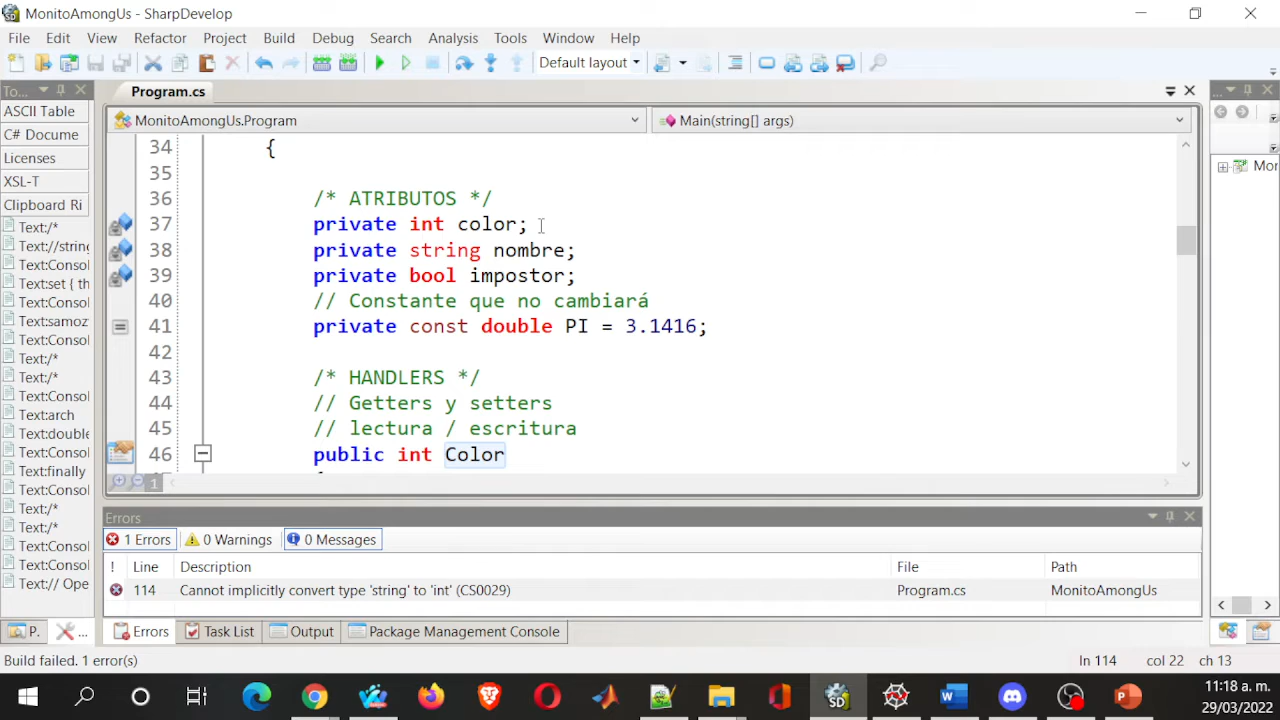 MonitoAmongUs - SharpDevelop
File Edit View Refactor Project Build Debug Search Analysis Tools Window Help
Default layout
To...
Program.cs
...
MonitoAmongUs.Program
Main(string[] args)
ASCII Table
C# Docume
Licenses
XSL-T
Clipboard Ri
Text:/*
Text://string
Text:Consol
Text:set { th
Text:Consol
Text:samoz
Text:Consol
Text:/*
Text:/*
Text:Consol
Text:arch
Text:double
Text:Consol
Text:finally
Text:Consol
Text:/*
Text:/*
Text:Consol
Text:Consol
Text:// Ope
34 {
35
36 /* ATRIBUTOS */
37 private int color;
38 private string nombre;
39 private bool impostor;
40 // Constante que no cambiará
41 private const double PI = 3.1416;
42
43 /* HANDLERS */
44 // Getters y setters
45 // lectura / escritura
46 public int Color
1
Mor
Errors
1 Errors 0 Warnings 0 Messages
! Line Description File Path
114 Cannot implicitly convert type 'string' to 'int' (CS0029) Program.cs MonitoAmongUs
P. ... Errors Task List Output Package Management Console
Build failed. 1 error(s) ln 114 col 22 ch 13
SD
W
P
11:18 a. m.
29/03/2022